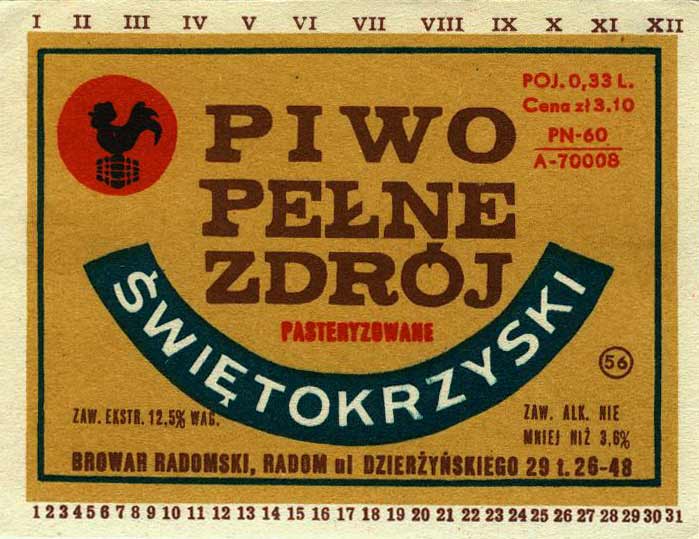 I II III IV V VI VII VIII IX X XI XII
POJ. 0,33 L.
Cena zł 3.10
PN-60
A-70008
PIWO
PEŁNE
ZDRÓJ
PASTERYZOWANE
ŚWIĘTOKRZYSKI
56
ZAW. EKSTR. 12,5% WAG.
ZAW. ALK. NIE
MNIEJ NIŻ 3,6%
BROWAR RADOMSKI, RADOM ul DZIERŻYŃSKIEGO 29 t. 26-48
1 2 3 4 5 6 7 8 9 10 11 12 13 14 15 16 17 18 19 20 21 22 23 24 25 26 27 28 29 30 31